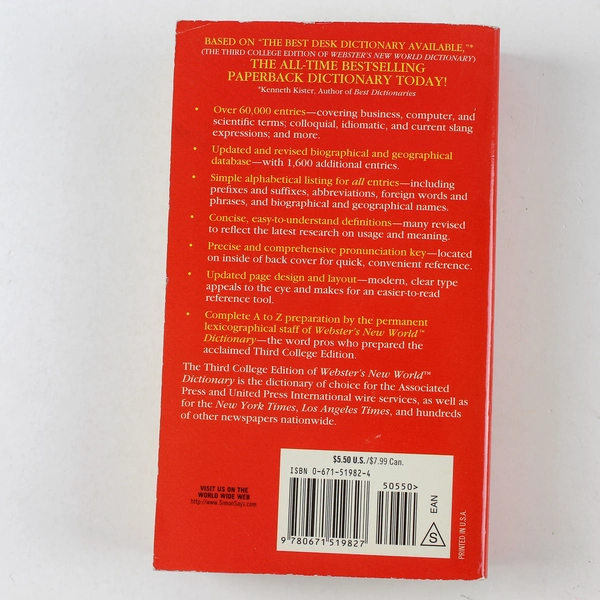 BASED ON "THE BEST DESK DICTIONARY AVAILABLE,"*
(THE THIRD COLLEGE EDITION OF WEBSTER'S NEW WORLD DICTIONARY)
THE ALL-TIME BESTSELLING
PAPERBACK DICTIONARY TODAY!
*Kenneth Kister, Author of Best Dictionaries
• Over 60,000 entries—covering business, computer, and
scientific terms; colloquial, idiomatic, and current slang
expressions; and more.
• Updated and revised biographical and geographical
database—with 1,600 additional entries.
• Simple alphabetical listing for all entries—including
prefixes and suffixes, abbreviations, foreign words and
phrases, and biographical and geographical names.
• Concise, easy-to-understand definitions—many revised
to reflect the latest research on usage and meaning.
• Precise and comprehensive pronunciation key—located
on inside of back cover for quick, convenient reference.
• Updated page design and layout—modern, clear type
appeals to the eye and makes for an easier-to-read
reference tool.
• Complete A to Z preparation by the permanent
lexicographical staff of Webster's New World™
Dictionary—the word pros who prepared the
acclaimed Third College Edition.
The Third College Edition of Webster's New World™
Dictionary is the dictionary of choice for the Associated
Press and United Press International wire services, as well as
for the New York Times, Los Angeles Times, and hundreds
of other newspapers nationwide.
$5.50 U.S./$7.99 Can.
ISBN 0-671-51982-4
50550>
9 780671 519827
EAN
S
VISIT US ON THE
WORLD WIDE WEB
http://www.SimonSays.com
PRINTED IN U.S.A.